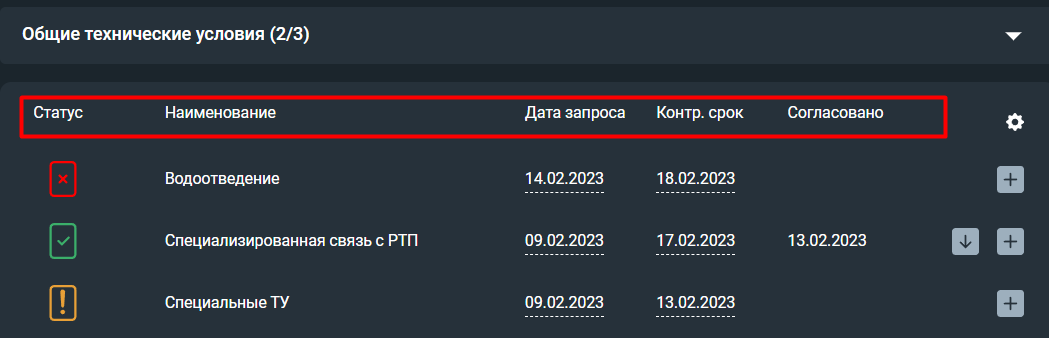 Общие технические условия (2/3)
Статус Наименование Дата запроса Контр. срок Согласовано
Водоотведение 14.02.2023 18.02.2023
Специализированная связь с РТП 09.02.2023 17.02.2023 13.02.2023
Специальные ТУ 09.02.2023 13.02.2023